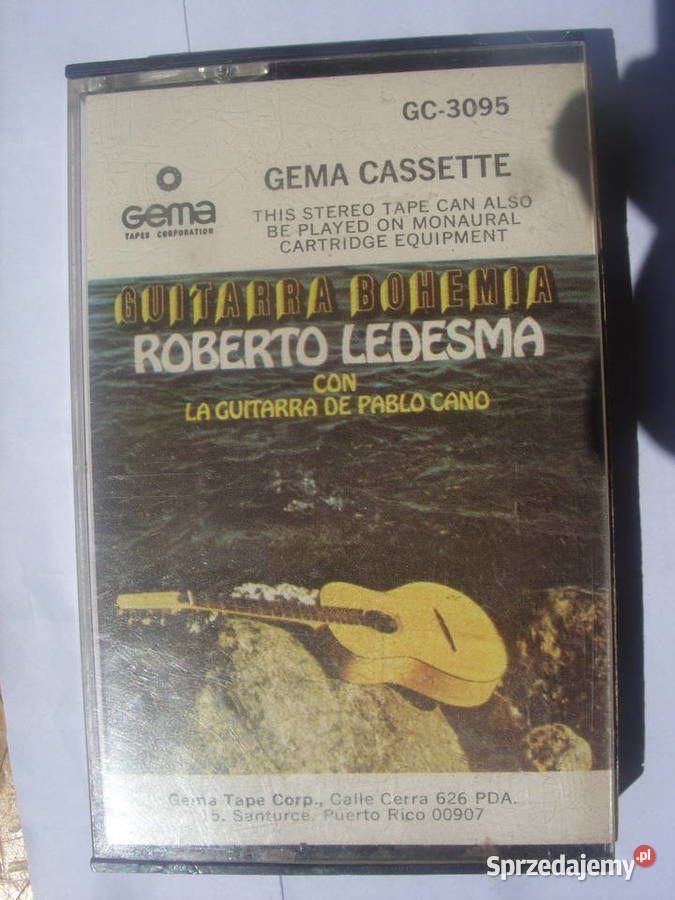 GC-3095
GEMA CASSETTE
Gema
TAPES CORPORATION
THIS STEREO TAPE CAN ALSO
BE PLAYED ON MONAURAL
CARTRIDGE EQUIPMENT
GUITARRA BOHEMIA
ROBERTO LEDESMA
CON
LA GUITARRA DE PABLO CANO
Gema Tape Corp., Calle Cerra 626 PDA.
15. Santurce, Puerto Rico 00907
Sprzedajemy.pl